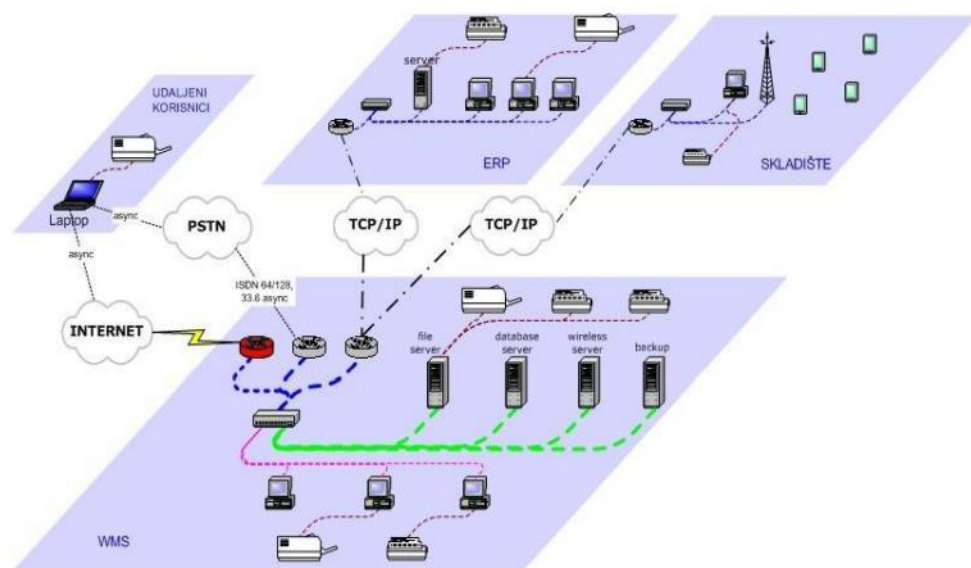 UDALJENI
KORISNICI
Laptop
async
async
PSTN
ISDN 64/128,
33.6 async
INTERNET
server
ERP
SKLADIŠTE
TCP/IP
TCP/IP
file
server
database
server
wireless
server
backup
WMS